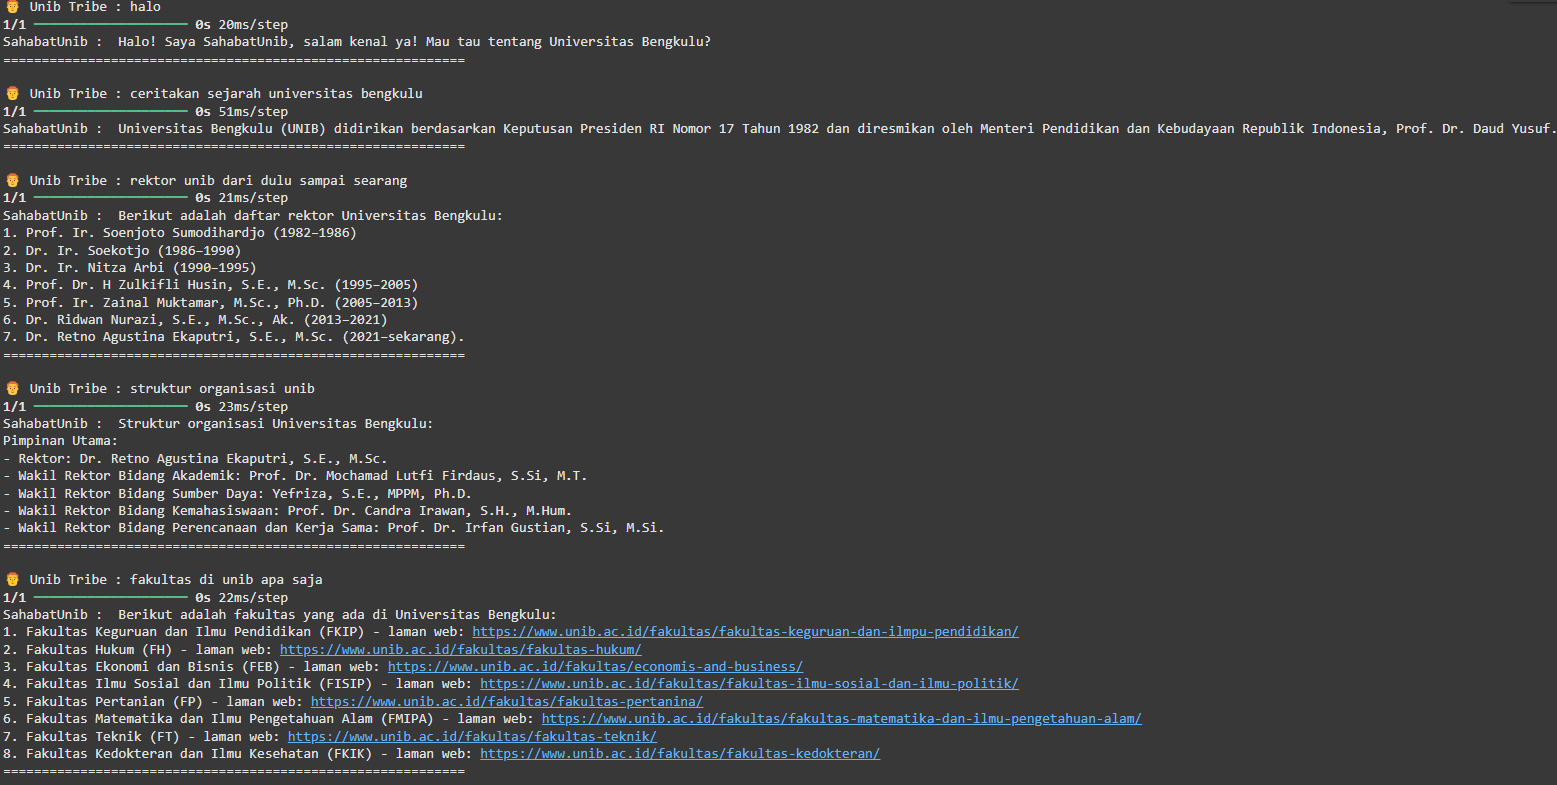 Unib Tribe : halo
1/1 ━━━━━━━━━━━━━━━━━━━━ 0s 20ms/step
SahabatUnib :  Halo! Saya SahabatUnib, salam kenal ya! Mau tau tentang Universitas Bengkulu?
============================================================
Unib Tribe : ceritakan sejarah universitas bengkulu
1/1 ━━━━━━━━━━━━━━━━━━━━ 0s 51ms/step
SahabatUnib :  Universitas Bengkulu (UNIB) didirikan berdasarkan Keputusan Presiden RI Nomor 17 Tahun 1982 dan diresmikan oleh Menteri Pendidikan dan Kebudayaan Republik Indonesia, Prof. Dr. Daud Yusuf.
============================================================
Unib Tribe : rektor unib dari dulu sampai searang
1/1 ━━━━━━━━━━━━━━━━━━━━ 0s 21ms/step
SahabatUnib :  Berikut adalah daftar rektor Universitas Bengkulu:
1. Prof. Ir. Soenjoto Sumodihardjo (1982–1986)
2. Dr. Ir. Soekotjo (1986–1990)
3. Dr. Ir. Nitza Arbi (1990–1995)
4. Prof. Dr. H Zulkifli Husin, S.E., M.Sc. (1995–2005)
5. Prof. Ir. Zainal Muktamar, M.Sc., Ph.D. (2005–2013)
6. Dr. Ridwan Nurazi, S.E., M.Sc., Ak. (2013–2021)
7. Dr. Retno Agustina Ekaputri, S.E., M.Sc. (2021–sekarang).
============================================================
Unib Tribe : struktur organisasi unib
1/1 ━━━━━━━━━━━━━━━━━━━━ 0s 23ms/step
SahabatUnib :  Struktur organisasi Universitas Bengkulu:
Pimpinan Utama:
- Rektor: Dr. Retno Agustina Ekaputri, S.E., M.Sc.
- Wakil Rektor Bidang Akademik: Prof. Dr. Mochamad Lutfi Firdaus, S.Si, M.T.
- Wakil Rektor Bidang Sumber Daya: Yefriza, S.E., MPPM, Ph.D.
- Wakil Rektor Bidang Kemahasiswaan: Prof. Dr. Candra Irawan, S.H., M.Hum.
- Wakil Rektor Bidang Perencanaan dan Kerja Sama: Prof. Dr. Irfan Gustian, S.Si, M.Si.
============================================================
Unib Tribe : fakultas di unib apa saja
1/1 ━━━━━━━━━━━━━━━━━━━━ 0s 22ms/step
SahabatUnib :  Berikut adalah fakultas yang ada di Universitas Bengkulu:
1. Fakultas Keguruan dan Ilmu Pendidikan (FKIP) - laman web: https://www.unib.ac.id/fakultas/fakultas-keguruan-dan-ilmpu-pendidikan/
2. Fakultas Hukum (FH) - laman web: https://www.unib.ac.id/fakultas/fakultas-hukum/
3. Fakultas Ekonomi dan Bisnis (FEB) - laman web: https://www.unib.ac.id/fakultas/economis-and-business/
4. Fakultas Ilmu Sosial dan Ilmu Politik (FISIP) - laman web: https://www.unib.ac.id/fakultas/fakultas-ilmu-sosial-dan-ilmu-politik/
5. Fakultas Pertanian (FP) - laman web: https://www.unib.ac.id/fakultas/fakultas-pertanina/
6. Fakultas Matematika dan Ilmu Pengetahuan Alam (FMIPA) - laman web: https://www.unib.ac.id/fakultas/fakultas-matematika-dan-ilmu-pengetahuan-alam/
7. Fakultas Teknik (FT) - laman web: https://www.unib.ac.id/fakultas/fakultas-teknik/
8. Fakultas Kedokteran dan Ilmu Kesehatan (FKIK) - laman web: https://www.unib.ac.id/fakultas/fakultas-kedokteran/
============================================================